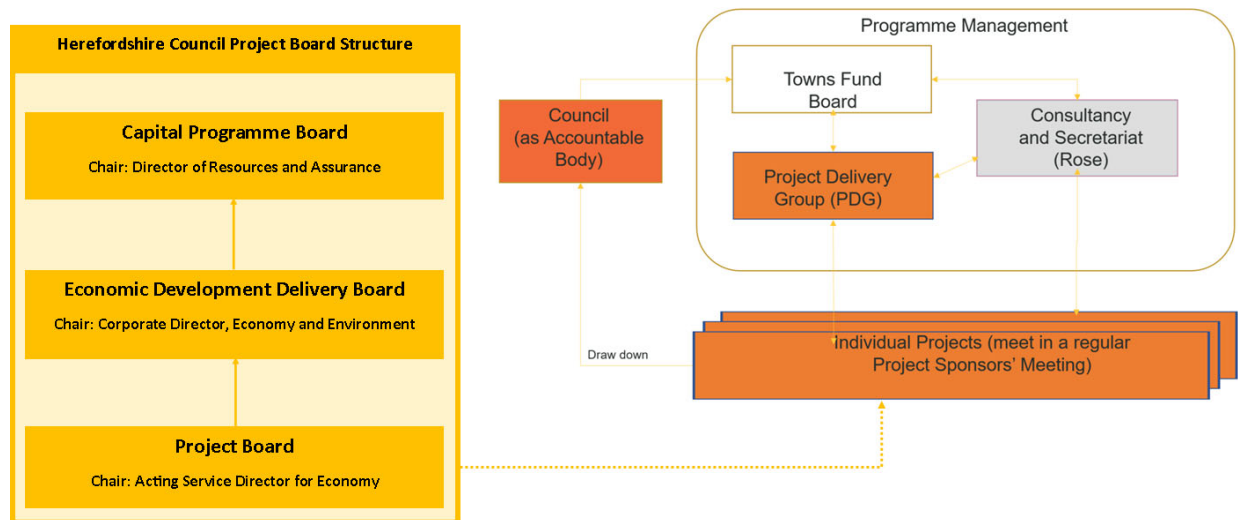 Herefordshire Council Project Board Structure
Capital Programme Board
Chair: Director of Resources and Assurance
Economic Development Delivery Board
Chair: Corporate Director, Economy and Environment
Project Board
Chair: Acting Service Director for Economy
Programme Management
Towns Fund
Board
Council
(as Accountable
Body)
Consultancy
and Secretariat
(Rose)
Project Delivery
Group (PDG)
Draw down
Individual Projects (meet in a regular
Project Sponsors’ Meeting)